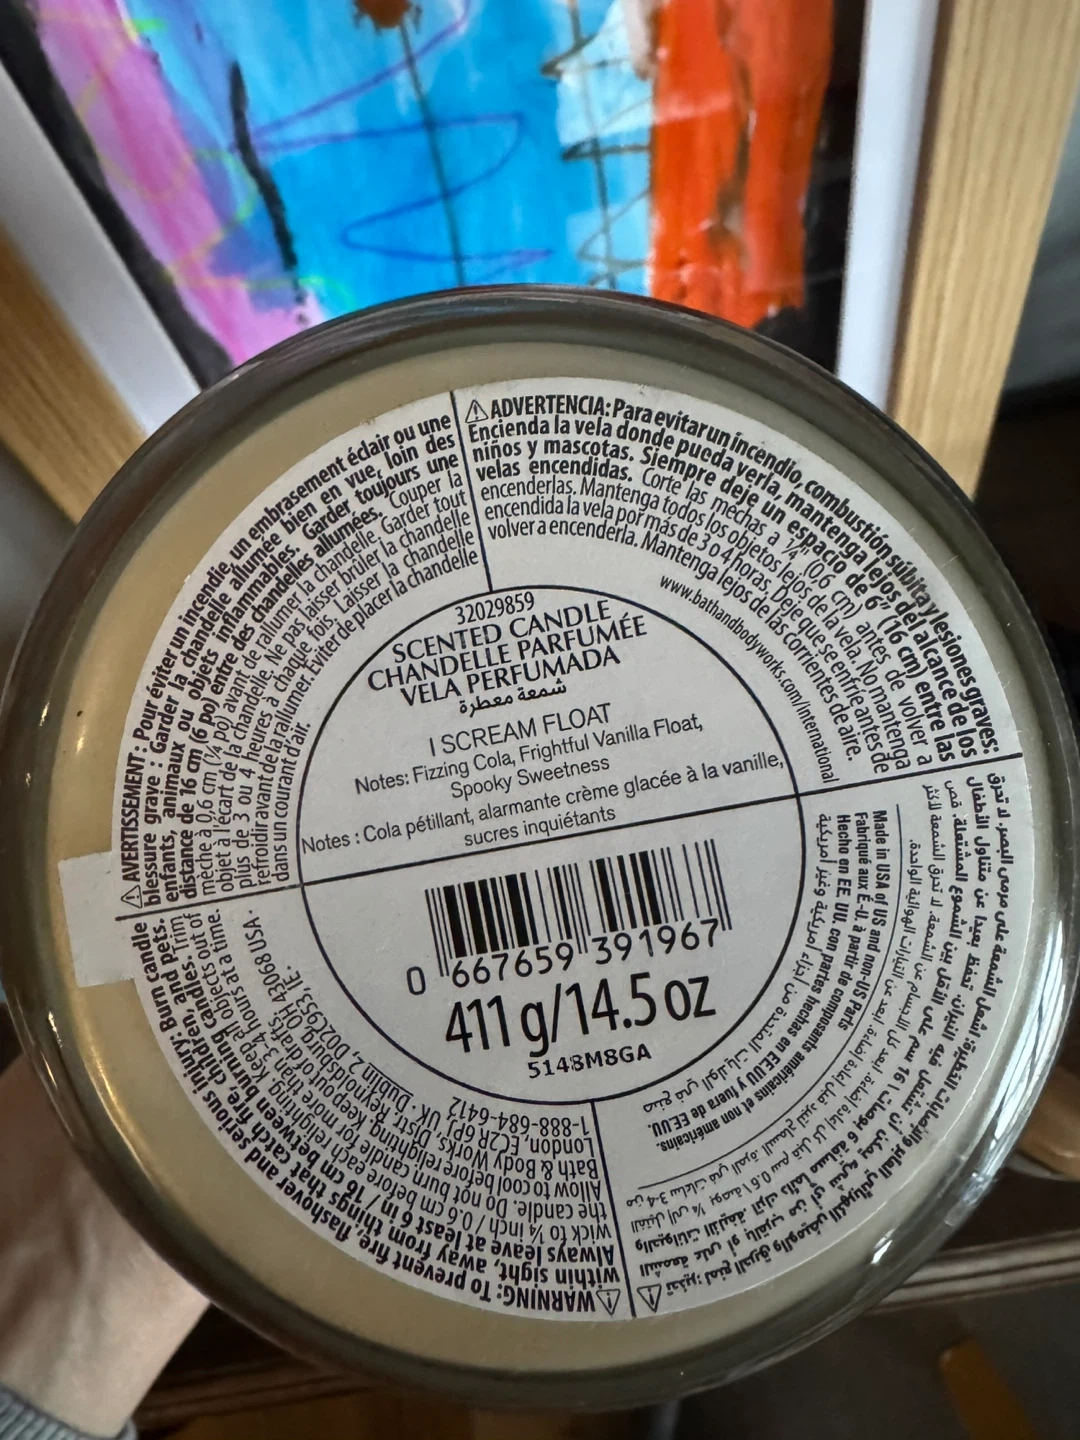 ⚠ AVERTISSEMENT : Pour éviter un incendie, un embrasement éclair ou une
blessure grave : Garder la chandelle allumée bien en vue, loin des
enfants, animaux ou objets inflammables. Garder toujours une
distance de 16 cm (6 po) entre des chandelles allumées. Couper la
mèche à 0,6 cm (¼ po) avant de rallumer la chandelle. Garder tout
objet à l'écart de la chandelle. Ne pas laisser brûler la chandelle
plus de 3 ou 4 heures à chaque fois. Laisser la chandelle
refroidir avant de la rallumer. Éviter de placer la chandelle
dans un courant d'air.
⚠ ADVERTENCIA: Para evitar un incendio, combustión súbita y lesiones graves:
Encienda la vela donde pueda verla, mantenga lejos del alcance de los
niños y mascotas. Siempre deje un espacio de 6" (16 cm) entre las
velas encendidas. Corte las mechas a ¼" (0,6 cm) antes de volver a
encenderlas. Mantenga todos los objetos lejos de la vela. No mantenga
encendida la vela por más de 3 o 4 horas. Deje que se enfríe antes de
volver a encenderla. Mantenga lejos de las corrientes de aire.
www.bathandbodyworks.com/international
32029859
SCENTED CANDLE
CHANDELLE PARFUMÉE
VELA PERFUMADA
شمعة معطرة
I SCREAM FLOAT
Notes: Fizzing Cola, Frightful Vanilla Float,
Spooky Sweetness
Notes : Cola pétillant, alarmante crème glacée à la vanille,
sucres inquiétants
0 667659 391967
411 g/14.5 oz
5148M8GA
⚠ WARNING: To prevent fire, flashover and serious injury: Burn candle
within sight, away from things that catch fire, children, and pets.
Always leave at least 6 in / 16 cm between burning candles. Trim
wick to ¼ inch / 0.6 cm before each relighting. Keep all objects out of
the candle. Do not burn candle for more than 3-4 hours at a time.
Allow to cool before relighting. Keep out of drafts.
Bath & Body Works, Distr. Reynoldsburg, OH 43068 USA ·
London, EC2R 6PJ UK · Dublin 2, D02C953, IE ·
1-888-684-6412
Made in USA of US and non-US Parts
Fabriqué aux É.-U. à partir de composants américains et non américains.
Hecho en EE. UU. con partes hechas en EE.UU y fuera de EE.UU.